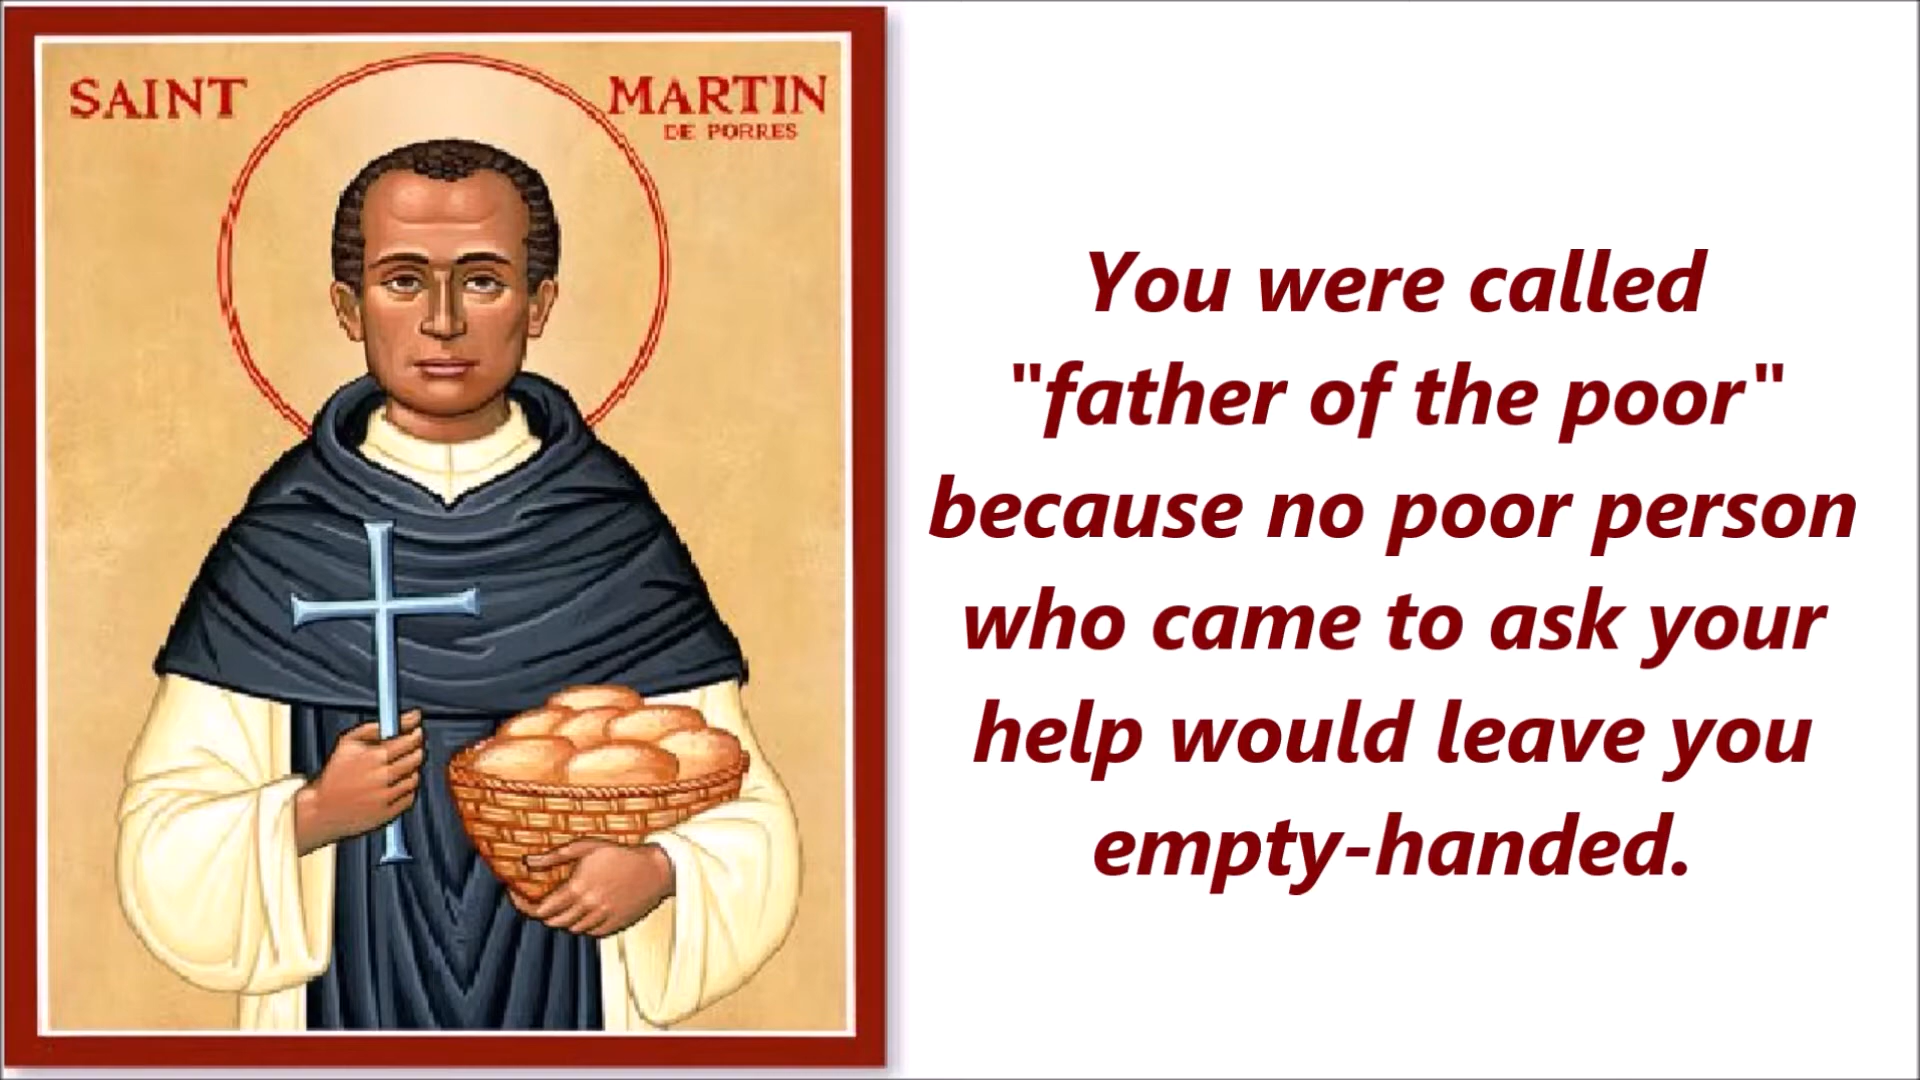 SAINT MARTIN
DE PORRES
You were called
"father of the poor"
because no poor person
who came to ask your
help would leave you
empty-handed.